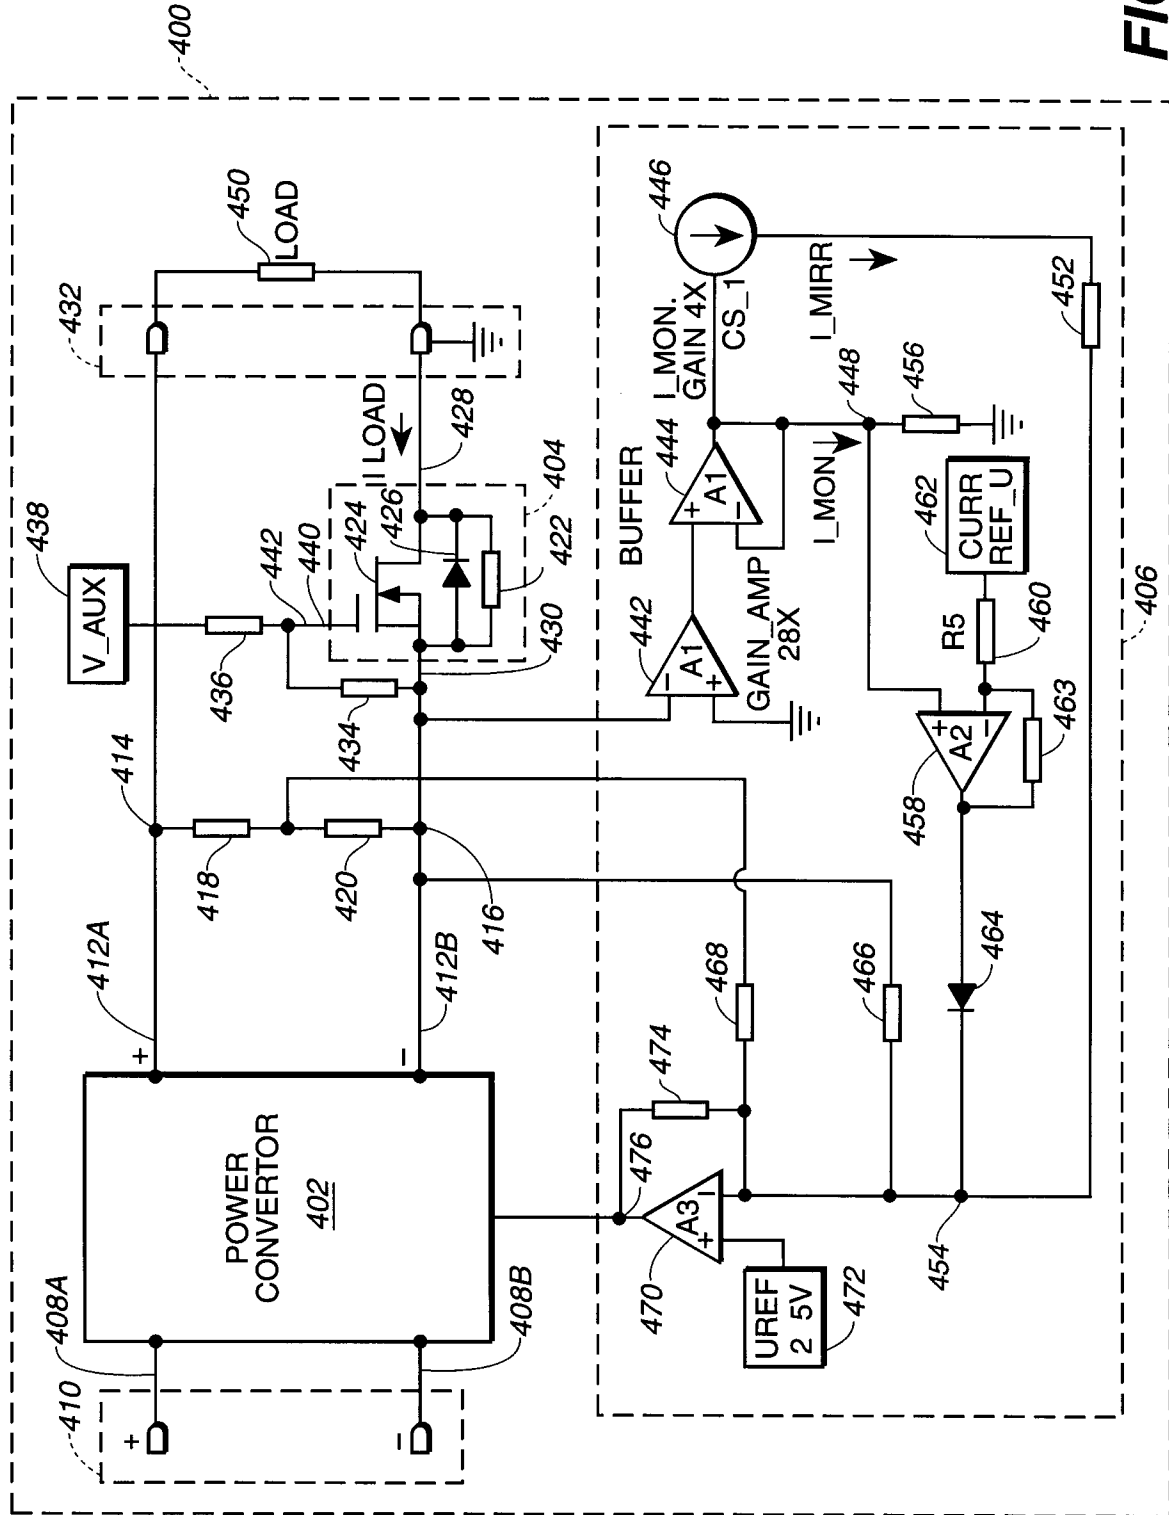 FIG
400
438
V_AUX
414
412A
418
420
416
412B
436
442
440
434
432
450
LOAD
I LOAD
428
424
426
404
422
430
+
−
POWER
CONVERTOR
402
408A
408B
410
+
−
BUFFER
444
A1
+
−
442
A1
−
+
GAIN_AMP
28X
I_MON.
GAIN 4X
CS_1
446
I_MIRR
448
I_MON
456
452
462
CURR
REF_U
R5
460
406
463
A2
+
−
458
464
468
466
474
476
A3
+
−
470
UREF
2 5V
472
454